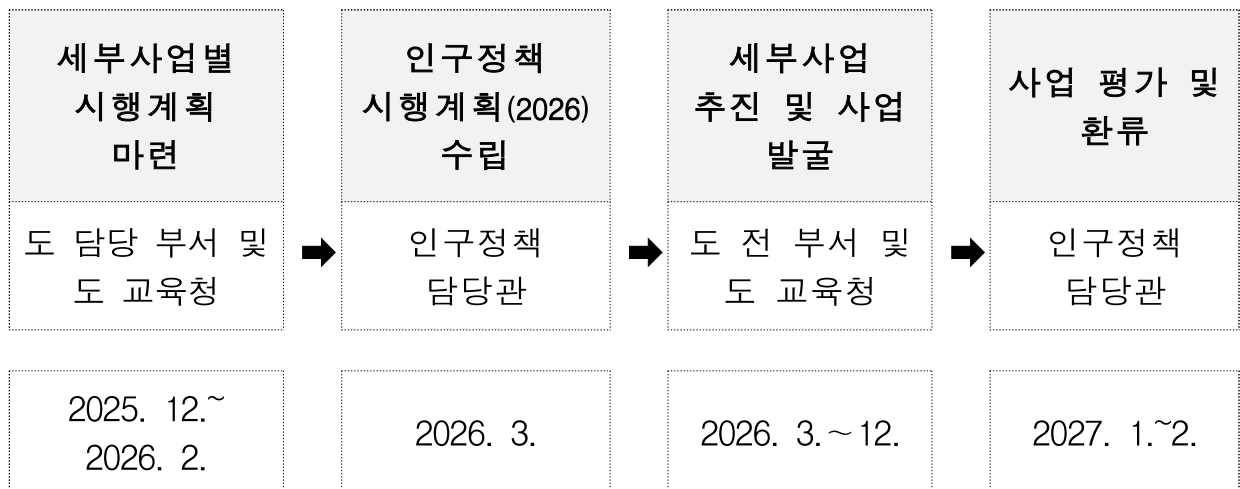 세부사업별
시행계획
마련
인구정책
시행계획(2026)
수립
세부사업
추진 및 사업
발굴
사업 평가 및
환류
도 담당 부서 및
도 교육청
인구정책
담당관
도 전 부서 및
도 교육청
인구정책
담당관
2025. 12.~
2026. 2.
2026. 3.
2026. 3.～12.
2027. 1.~2.